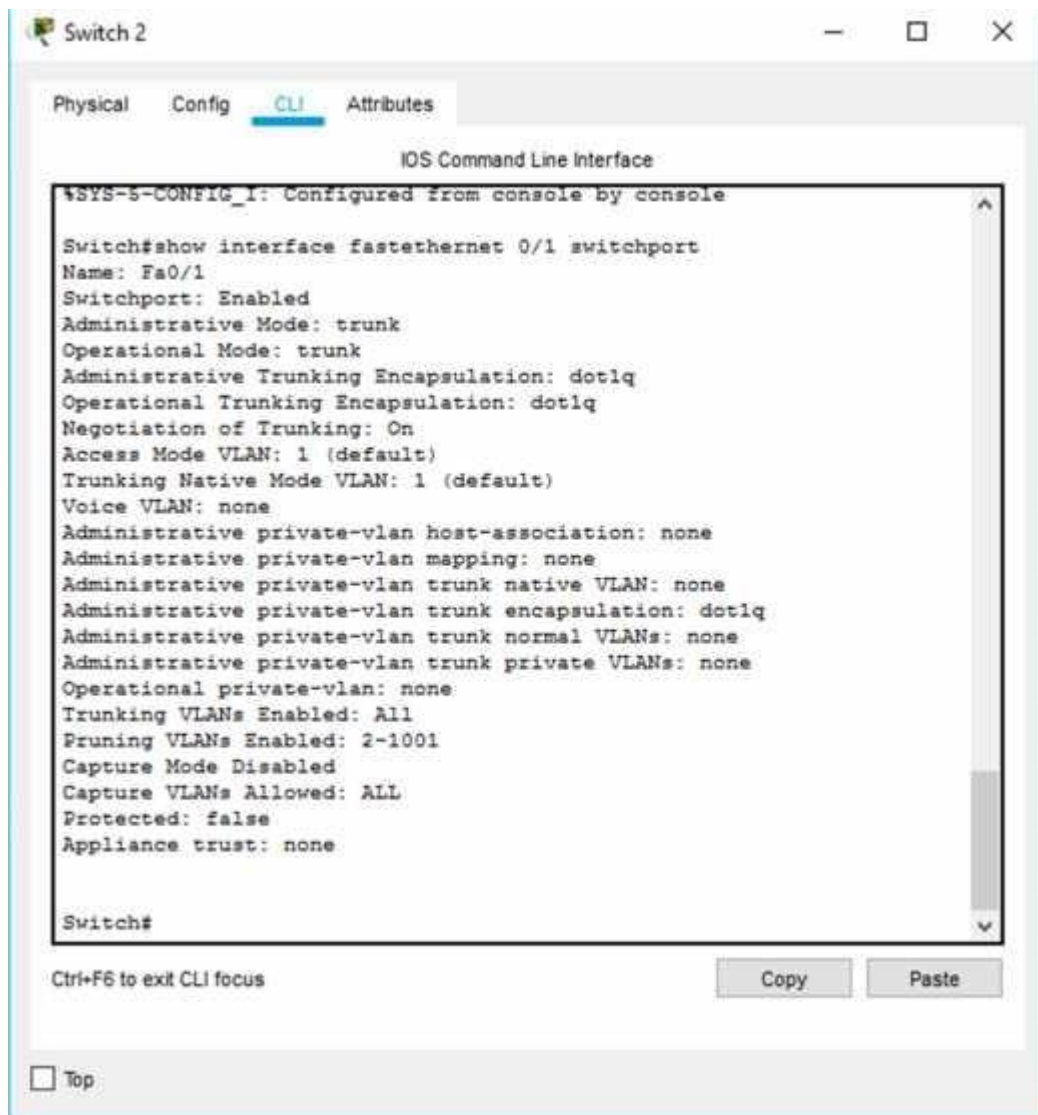 Switch 2
Physical Config CLI Attributes
IOS Command Line Interface
%SYS-5-CONFIG_I: Configured from console by console
Switch#show interface fastethernet 0/1 switchport
Name: Fa0/1
Switchport: Enabled
Administrative Mode: trunk
Operational Mode: trunk
Administrative Trunking Encapsulation: dot1q
Operational Trunking Encapsulation: dot1q
Negotiation of Trunking: On
Access Mode VLAN: 1 (default)
Trunking Native Mode VLAN: 1 (default)
Voice VLAN: none
Administrative private-vlan host-association: none
Administrative private-vlan mapping: none
Administrative private-vlan trunk native VLAN: none
Administrative private-vlan trunk encapsulation: dot1q
Administrative private-vlan trunk normal VLANs: none
Administrative private-vlan trunk private VLANs: none
Operational private-vlan: none
Trunking VLANs Enabled: All
Pruning VLANs Enabled: 2-1001
Capture Mode Disabled
Capture VLANs Allowed: ALL
Protected: false
Appliance trust: none
Switch#
Ctrl+F6 to exit CLI focus Copy Paste
Top